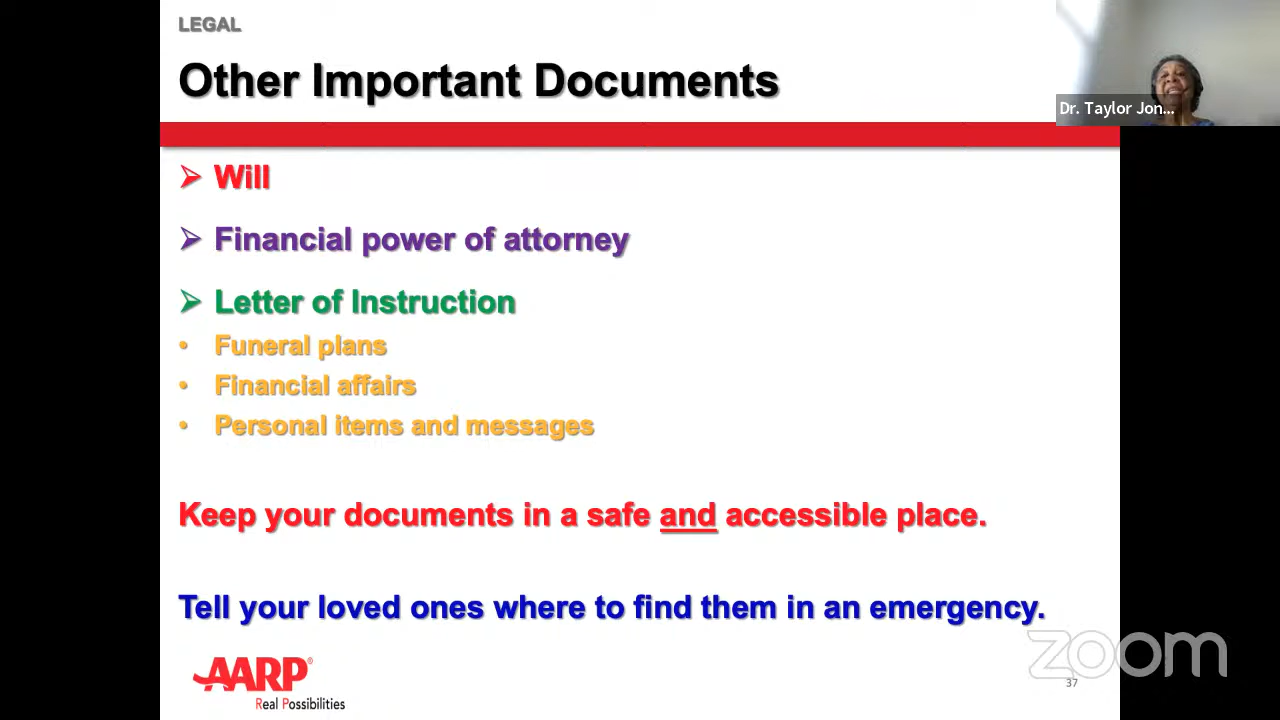 LEGAL
Other Important Documents
Dr. Taylor Jon...
➢ Will
➢ Financial power of attorney
➢ Letter of Instruction
• Funeral plans
• Financial affairs
• Personal items and messages
Keep your documents in a safe and accessible place.
Tell your loved ones where to find them in an emergency.
zoom
AARP®
Real Possibilities
37